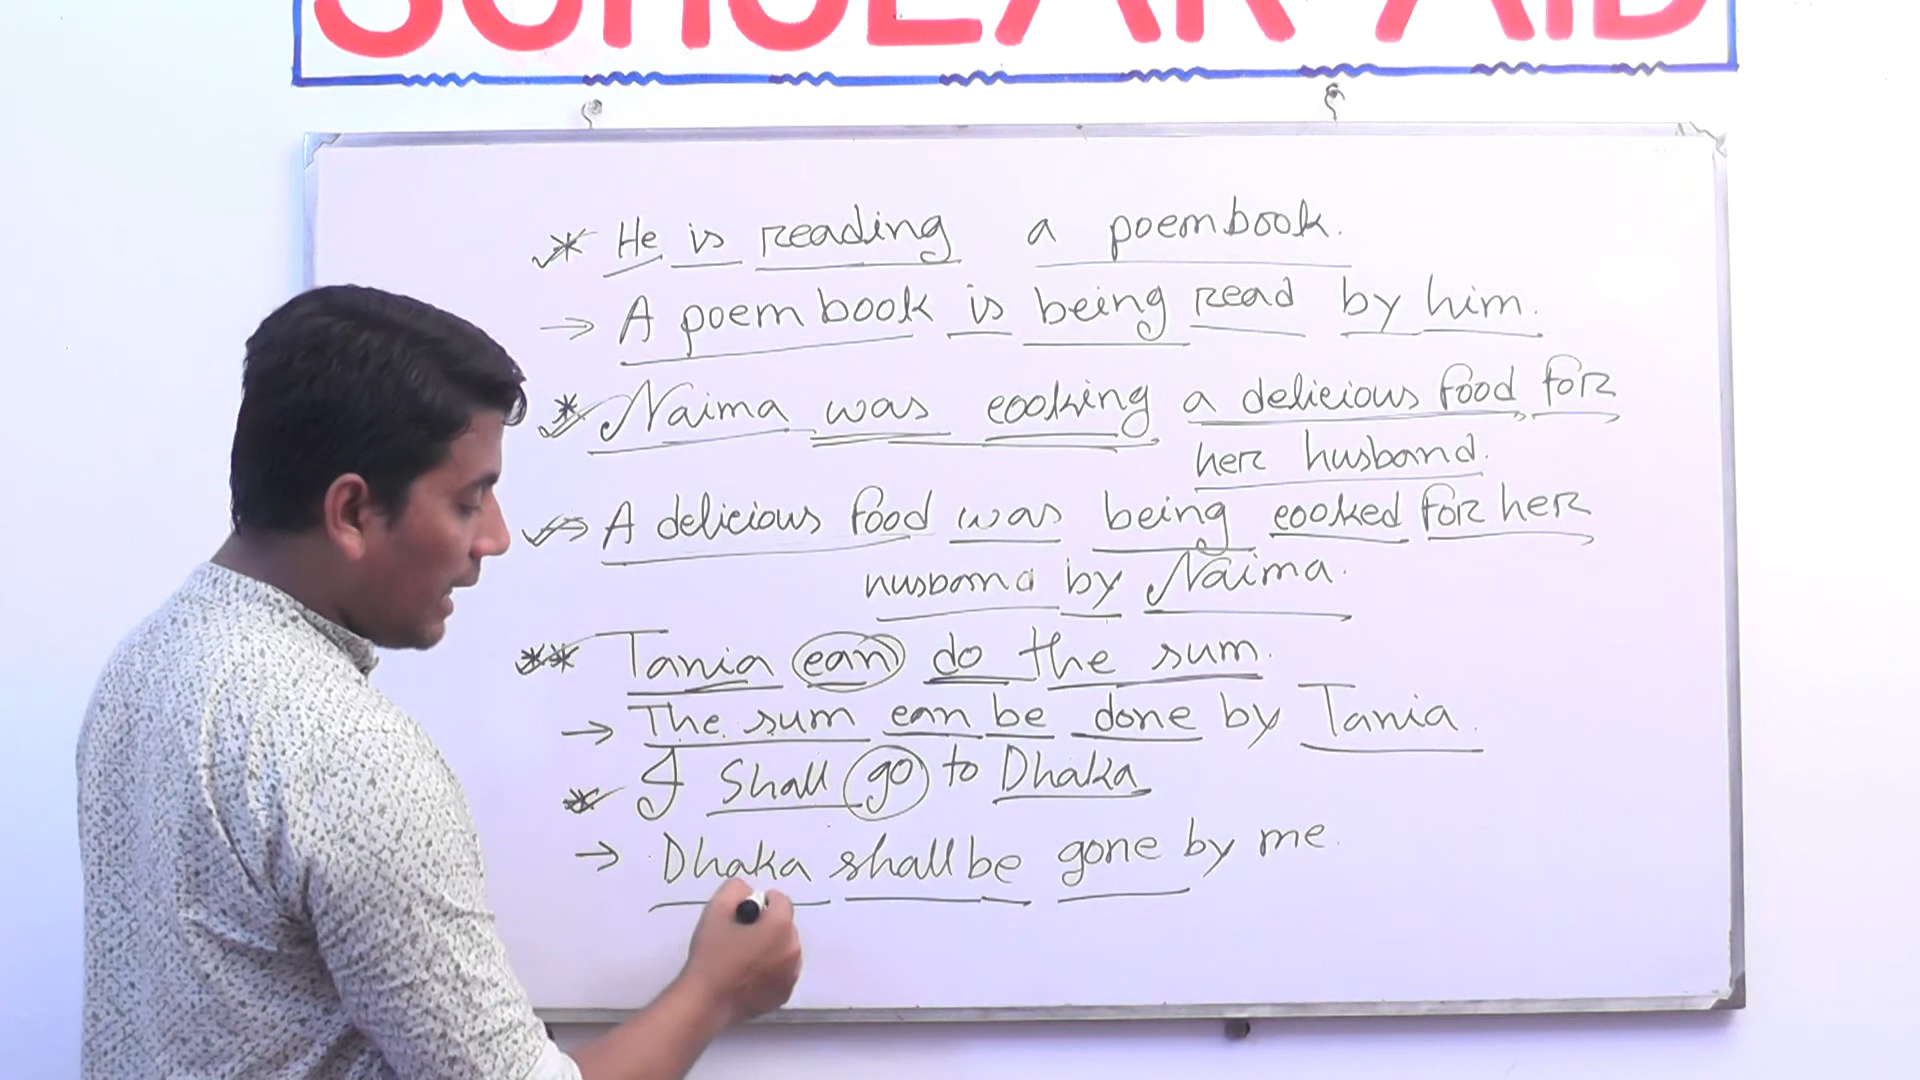 SCHOLAR AID
* He is reading a poembook.
→ A poem book is being read by him.
* Naima was cooking a delicious food for
her husband.
⇒ A delicious food was being cooked for her
husband by Naima.
** Tania can do the sum.
→ The sum can be done by Tania.
* I Shall go to Dhaka
→ Dhaka shall be gone by me.